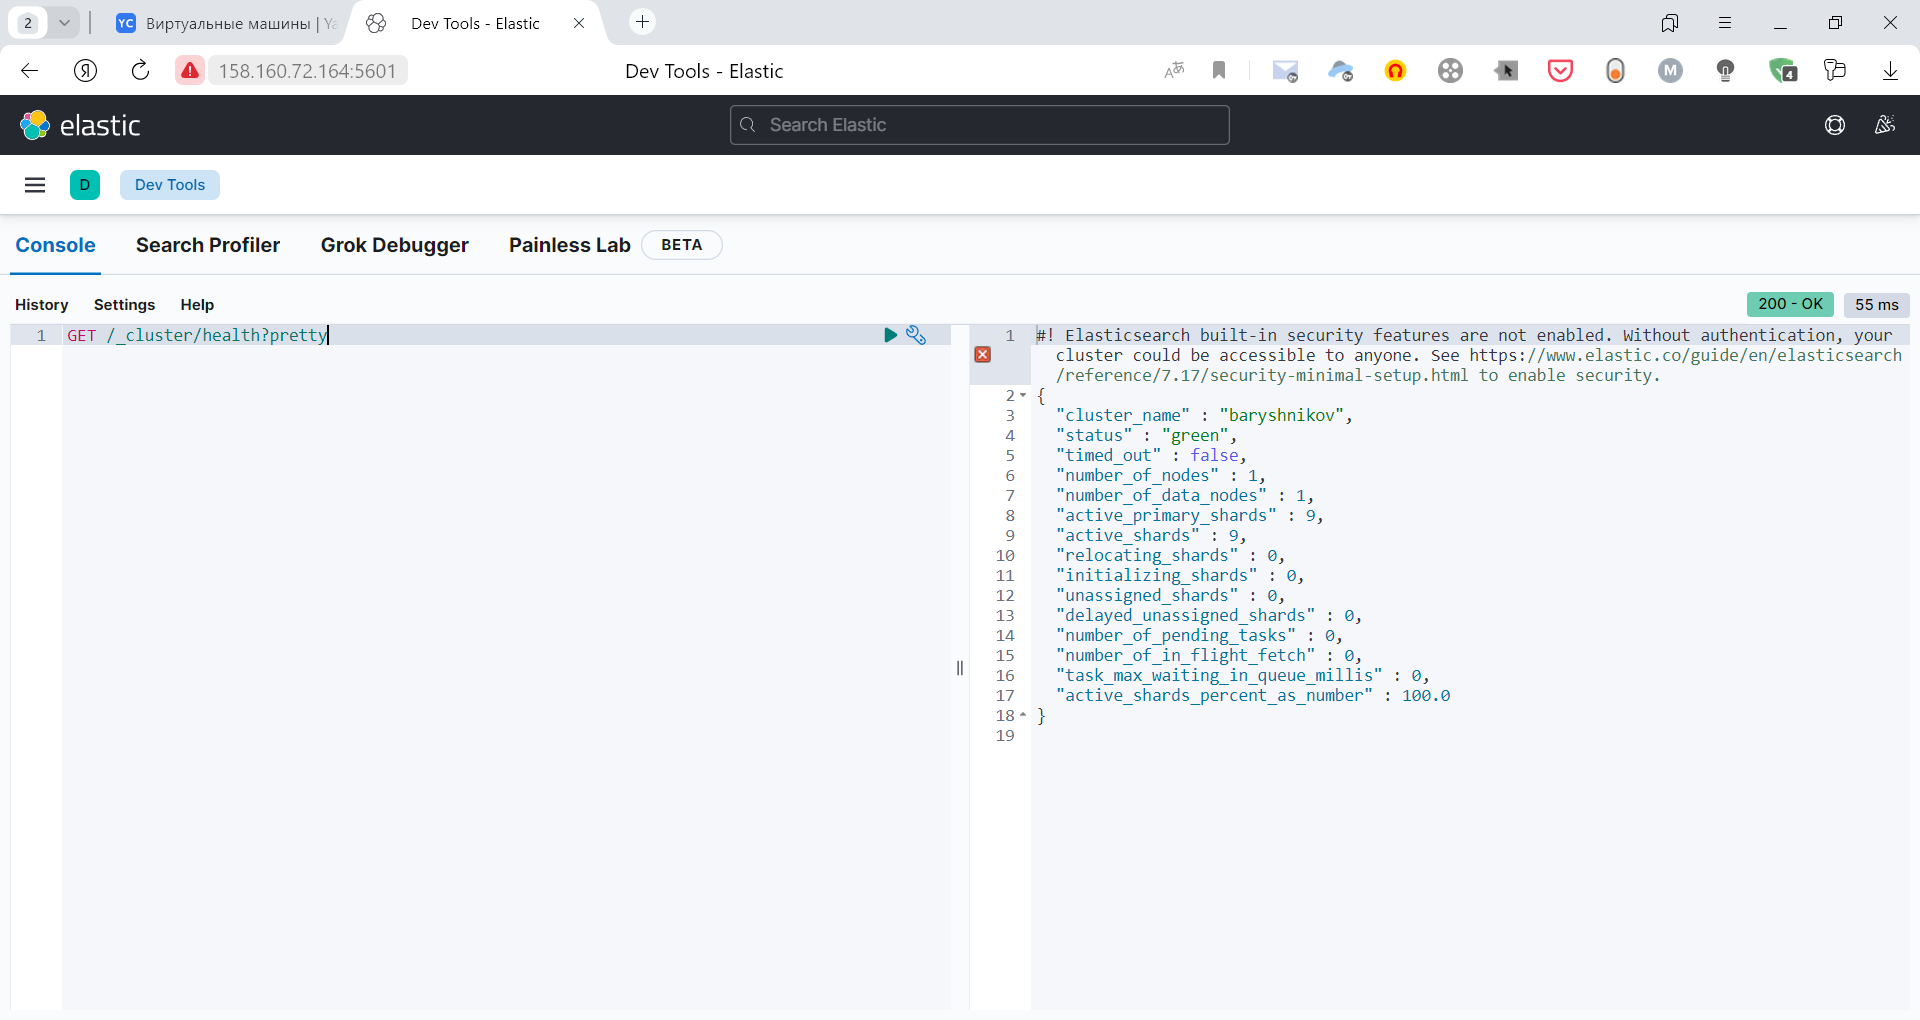 2
YC Виртуальные машины | Ya
Dev Tools - Elastic
Я
158.160.72.164:5601
Dev Tools - Elastic
M
4
elastic
Search Elastic
D
Dev Tools
Console
Search Profiler
Grok Debugger
Painless Lab
BETA
History
Settings
Help
200 - OK
55 ms
1 GET /_cluster/health?pretty
1 #! Elasticsearch built-in security features are not enabled. Without authentication, your
cluster could be accessible to anyone. See https://www.elastic.co/guide/en/elasticsearch
/reference/7.17/security-minimal-setup.html to enable security.
2 {
3 "cluster_name" : "baryshnikov",
4 "status" : "green",
5 "timed_out" : false,
6 "number_of_nodes" : 1,
7 "number_of_data_nodes" : 1,
8 "active_primary_shards" : 9,
9 "active_shards" : 9,
10 "relocating_shards" : 0,
11 "initializing_shards" : 0,
12 "unassigned_shards" : 0,
13 "delayed_unassigned_shards" : 0,
14 "number_of_pending_tasks" : 0,
15 "number_of_in_flight_fetch" : 0,
16 "task_max_waiting_in_queue_millis" : 0,
17 "active_shards_percent_as_number" : 100.0
18 }
19